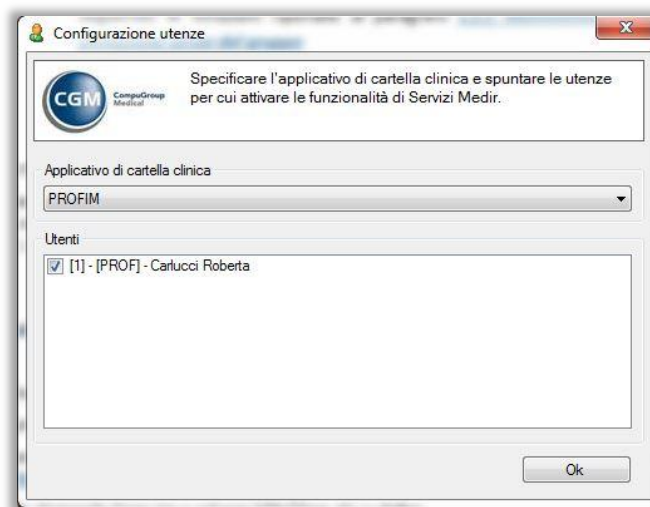 Configurazione utenze
CGM CompuGroup
Medical
Specificare l'applicativo di cartella clinica e spuntare le utenze
per cui attivare le funzionalità di Servizi Medir.
Applicativo di cartella clinica
PROFIM
Utenti
[1] - [PROF] - Carlucci Roberta
Ok